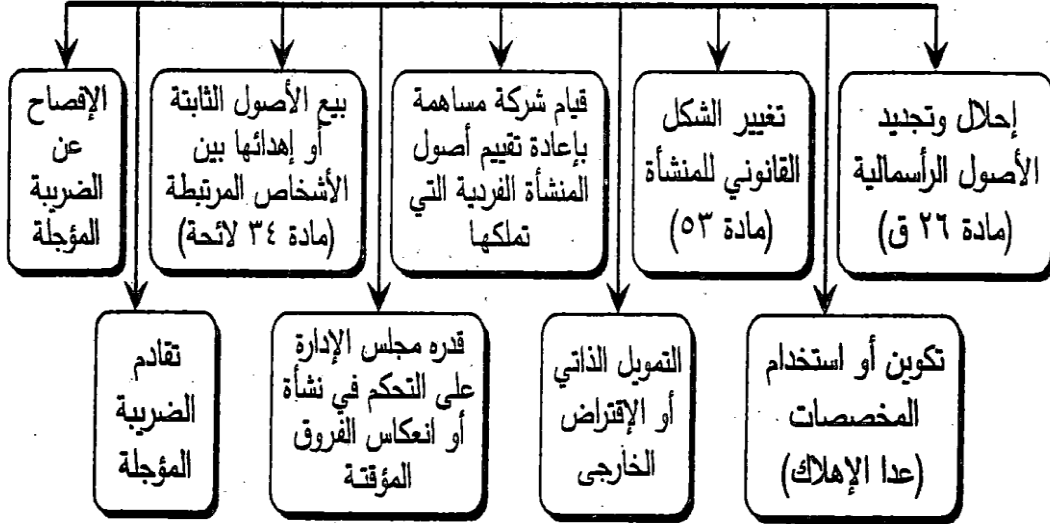 إحلال وتجديد
الأصول الرأسمالية
(مادة ٢٦ ق)
تغيير الشكل
القانوني للمنشأة
(مادة ٥٣)
قيام شركة مساهمة
بإعادة تقييم أصول
المنشأة الفردية التي
تملكها
بيع الأصول الثابتة
أو إهدائها بين
الأشخاص المرتبطة
(مادة ٣٤ لائحة)
الإفصاح
عن
الضريبة
المؤجلة
تكوين أو استخدام
المخصصات
(عدا الإهلاك)
التمويل الذاتي
أو الإقتراض
الخارجى
قدره مجلس الإدارة
على التحكم في نشأة
أو انعكاس الفروق
المؤقتة
تقادم
الضريبة
المؤجلة